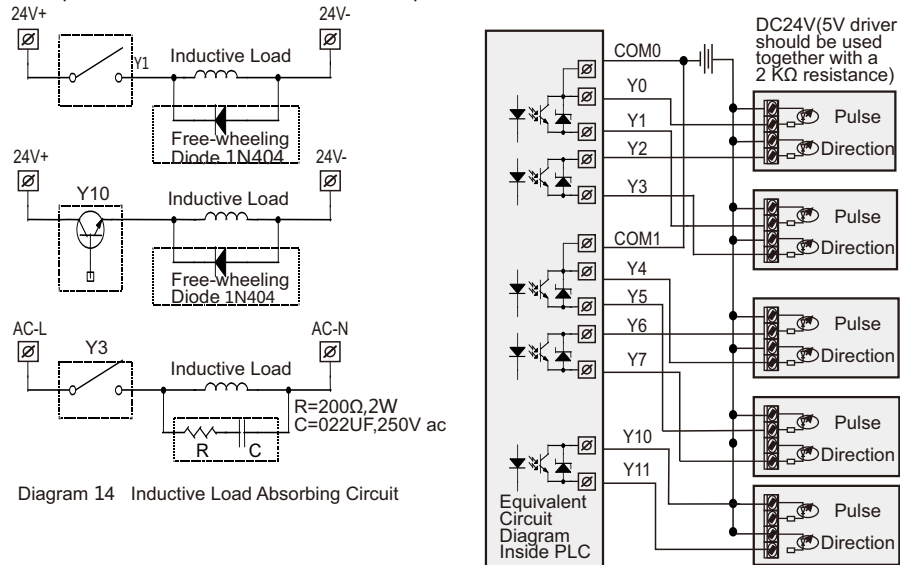 24V+
24V-
Y1
Inductive Load
Free-wheeling
Diode 1N404
24V+
24V-
Y10
Inductive Load
Free-wheeling
Diode 1N404
AC-L
AC-N
Y3
Inductive Load
R=200Ω,2W
C=022UF,250V ac
R
C
Diagram 14 Inductive Load Absorbing Circuit
DC24V(5V driver
should be used
together with a
2 KΩ resistance)
COM0
Y0
Y1
Y2
Y3
COM1
Y4
Y5
Y6
Y7
Y10
Y11
Equivalent
Circuit
Diagram
Inside PLC
Pulse
Direction
Pulse
Direction
Pulse
Direction
Pulse
Direction
Pulse
Direction